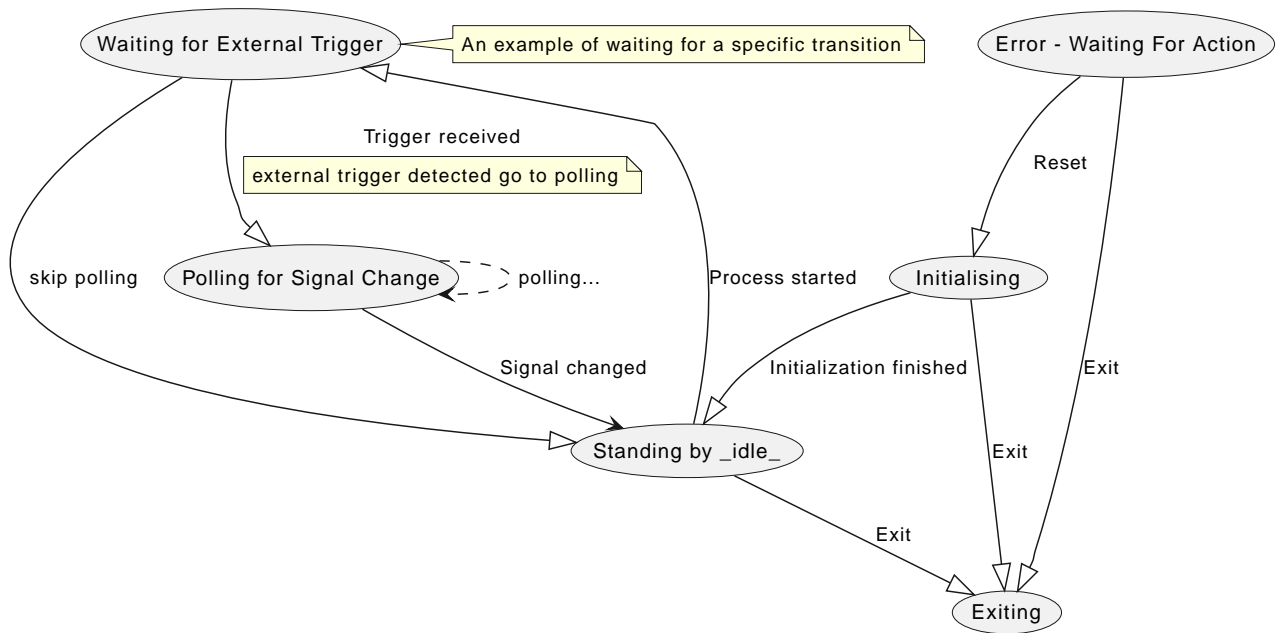 Waiting for External Trigger
An example of waiting for a specific transition
Error - Waiting For Action
Trigger received
external trigger detected go to polling
Reset
skip polling
Polling for Signal Change
polling...
Process started
Initialising
Signal changed
Initialization finished
Exit
Standing by _idle_
Exit
Exit
Exiting